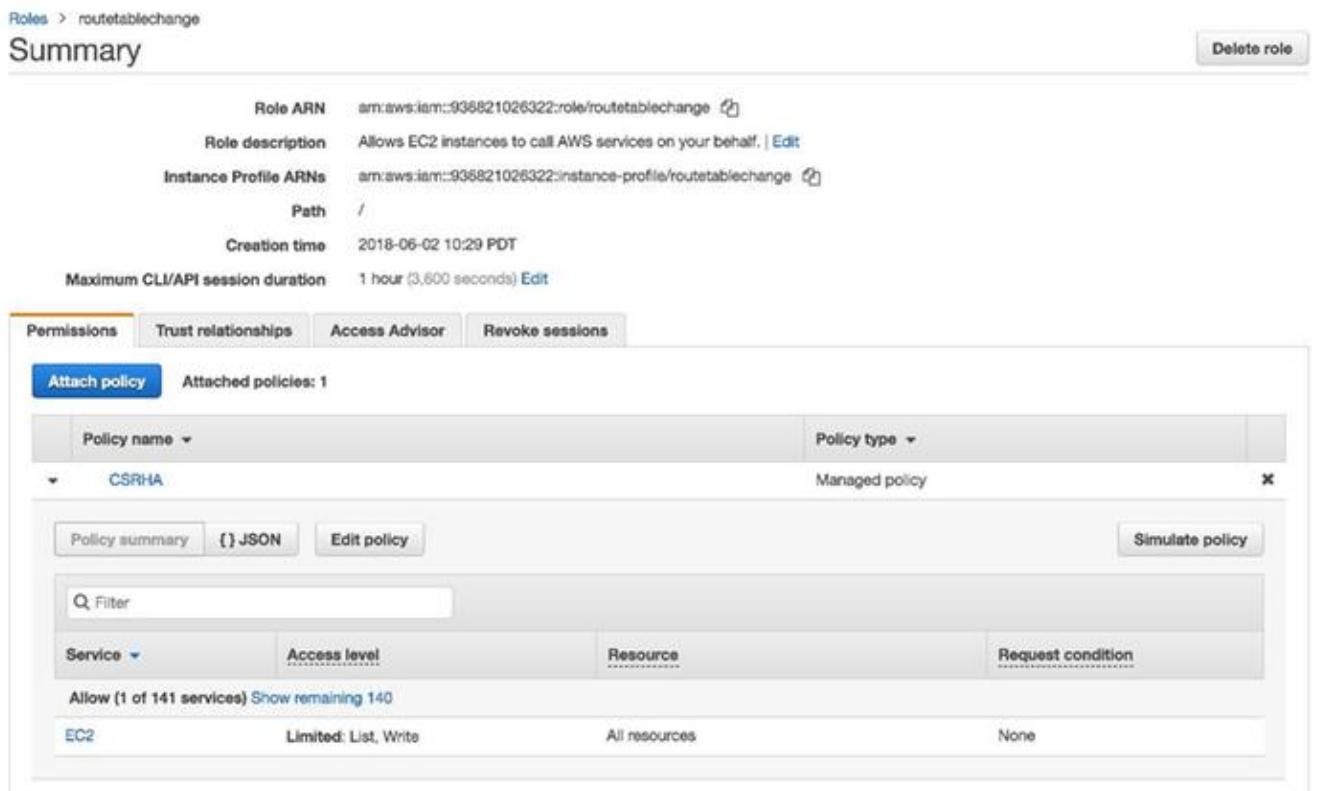 Roles > routetablechange
Summary
Delete role
Role ARN arn:aws:iam::936821026322:role/routetablechange
Role description Allows EC2 instances to call AWS services on your behalf. | Edit
Instance Profile ARNs arn:aws:iam::936821026322:instance-profile/routetablechange
Path /
Creation time 2018-06-02 10:29 PDT
Maximum CLI/API session duration 1 hour (3,600 seconds) Edit
Permissions Trust relationships Access Advisor Revoke sessions
Attach policy Attached policies: 1
Policy name Policy type
CSRHA Managed policy
Policy summary { } JSON Edit policy Simulate policy
Filter
Service Access level Resource Request condition
Allow (1 of 141 services) Show remaining 140
EC2 Limited: List, Write All resources None